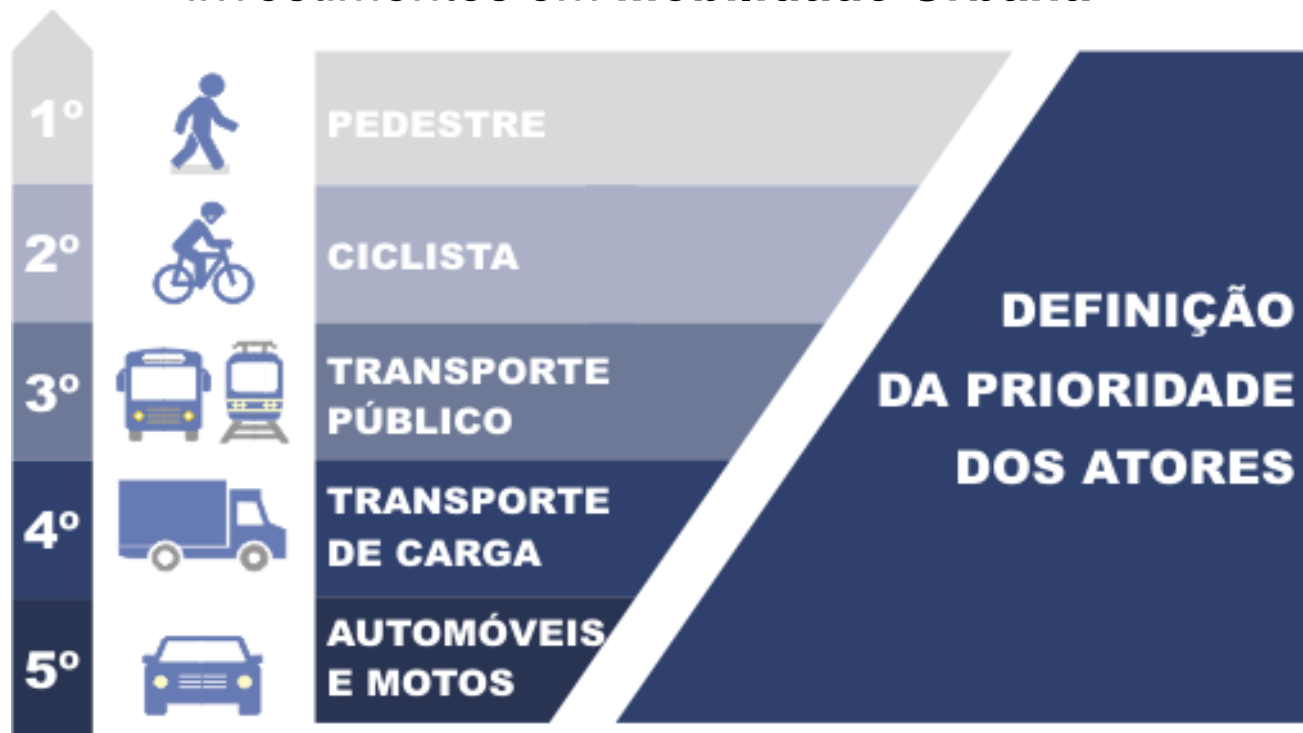 1º
PEDESTRE
2º
CICLISTA
3º
TRANSPORTE
PÚBLICO
4º
TRANSPORTE
DE CARGA
5º
AUTOMÓVEIS
E MOTOS
DEFINIÇÃO
DA PRIORIDADE
DOS ATORES